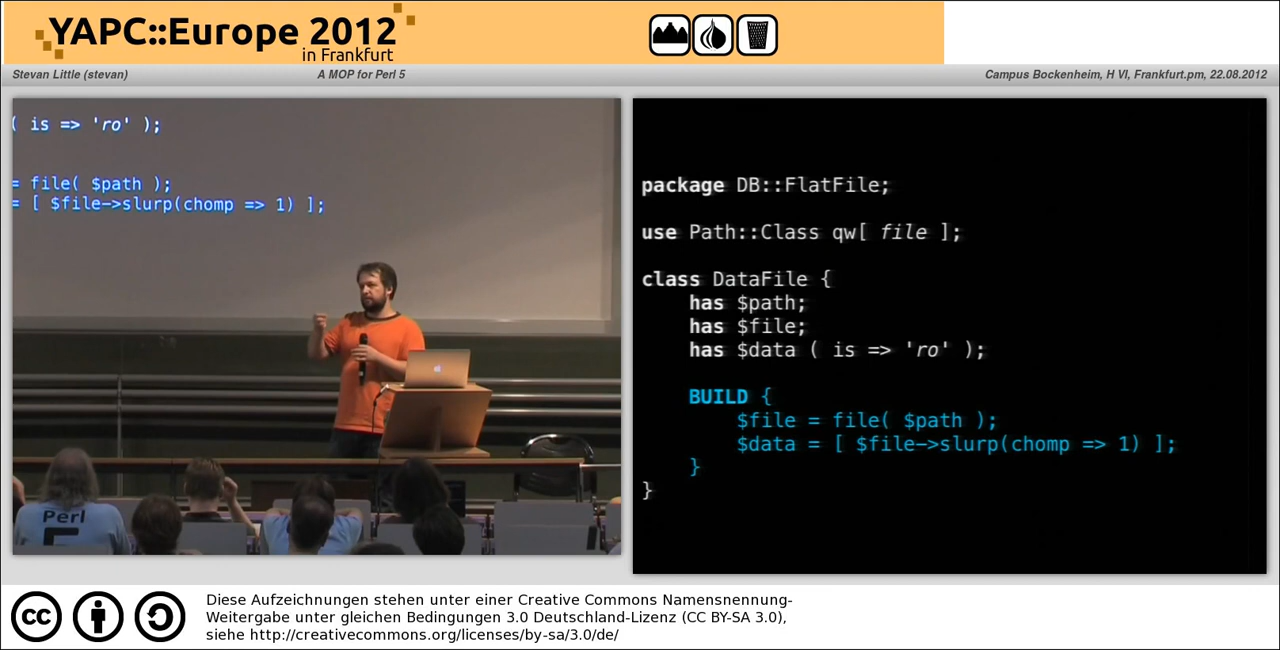 YAPC::Europe 2012
in Frankfurt
Stevan Little (stevan)
A MOP for Perl 5
Campus Bockenheim, H VI, Frankfurt.pm, 22.08.2012
( is => 'ro' );
= file( $path );
= [ $file->slurp(chomp => 1) ];
Perl
package DB::FlatFile;
use Path::Class qw[ file ];
class DataFile {
has $path;
has $file;
has $data ( is => 'ro' );
BUILD {
$file = file( $path );
$data = [ $file->slurp(chomp => 1) ];
}
}
cc
Diese Aufzeichnungen stehen unter einer Creative Commons Namensnennung-
Weitergabe unter gleichen Bedingungen 3.0 Deutschland-Lizenz (CC BY-SA 3.0),
siehe http://creativecommons.org/licenses/by-sa/3.0/de/